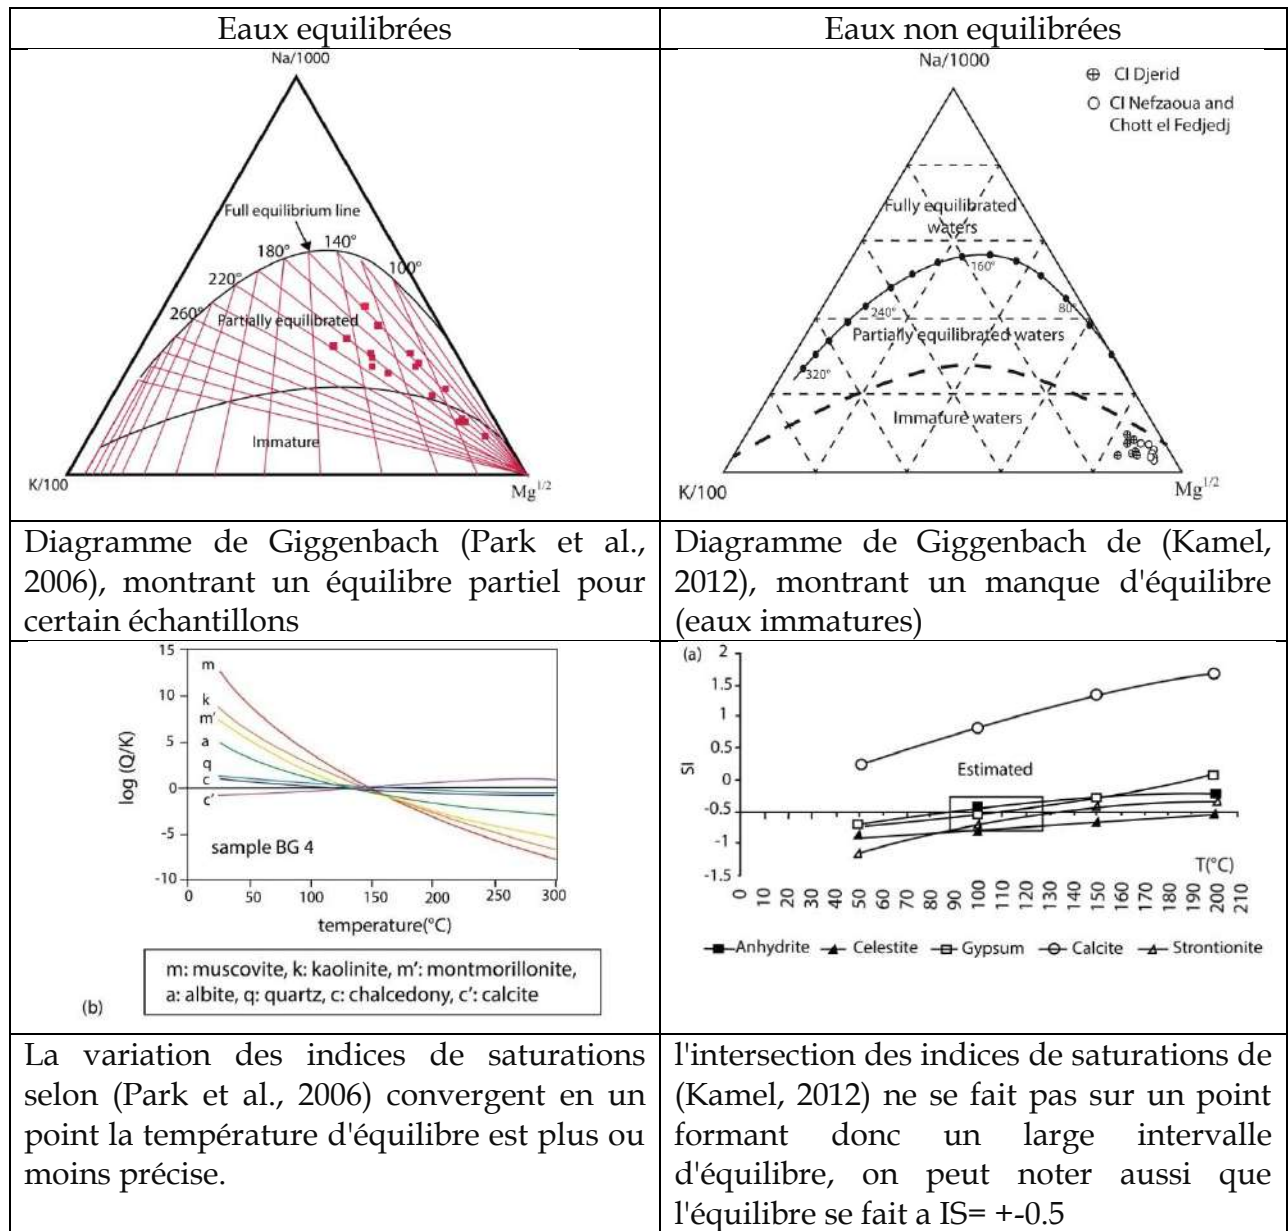 Eaux equilibrées
Eaux non equilibrées
Na/1000
Full equilibrium line
140°
180°
100°
220°
260°
Partially equilibrated
Immature
K/100
Mg1/2
Na/1000
⊕ CI Djerid
○ CI Nefzaoua and
Chott el Fedjedj
Fully equilibrated
waters
160°
240°
80°
Partially equilibrated waters
320°
Immature waters
K/100
Mg1/2
Diagramme de Giggenbach (Park et al.,
2006), montrant un équilibre partiel pour
certain échantillons
Diagramme de Giggenbach de (Kamel,
2012), montrant un manque d'équilibre
(eaux immatures)
15
10
5
0
-5
-10
log (Q/K)
m
k
m'
a
q
c
c'
sample BG 4
0 50 100 150 200 250 300
temperature(°C)
m: muscovite, k: kaolinite, m': montmorillonite,
a: albite, q: quartz, c: chalcedony, c': calcite
(b)
(a)
2
1.5
1
0.5
0
-0.5
-1
-1.5
SI
Estimated
T(°C)
0 10 20 30 40 50 60 70 80 90 100 110 120 130 140 150 160 170 180 190 200 210
Anhydrite Celestite Gypsum Calcite Strontionite
La variation des indices de saturations
selon (Park et al., 2006) convergent en un
point la température d'équilibre est plus ou
moins précise.
l'intersection des indices de saturations de
(Kamel, 2012) ne se fait pas sur un point
formant donc un large intervalle
d'équilibre, on peut noter aussi que
l'équilibre se fait a IS= +-0.5